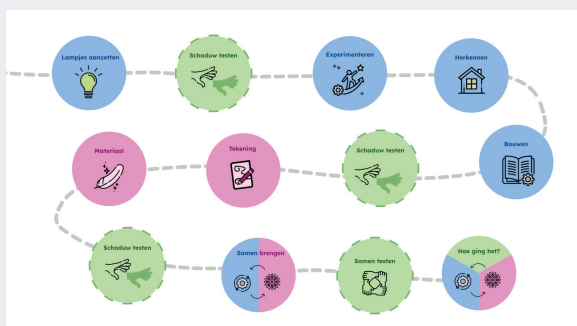 Lampjes aanzetten
Schaduw testen
Experimenteren
Herkennen
Materiaal
Tekening
Schaduw testen
Bouwen
Schaduw testen
Samen brengen
Samen testen
Hoe ging het?